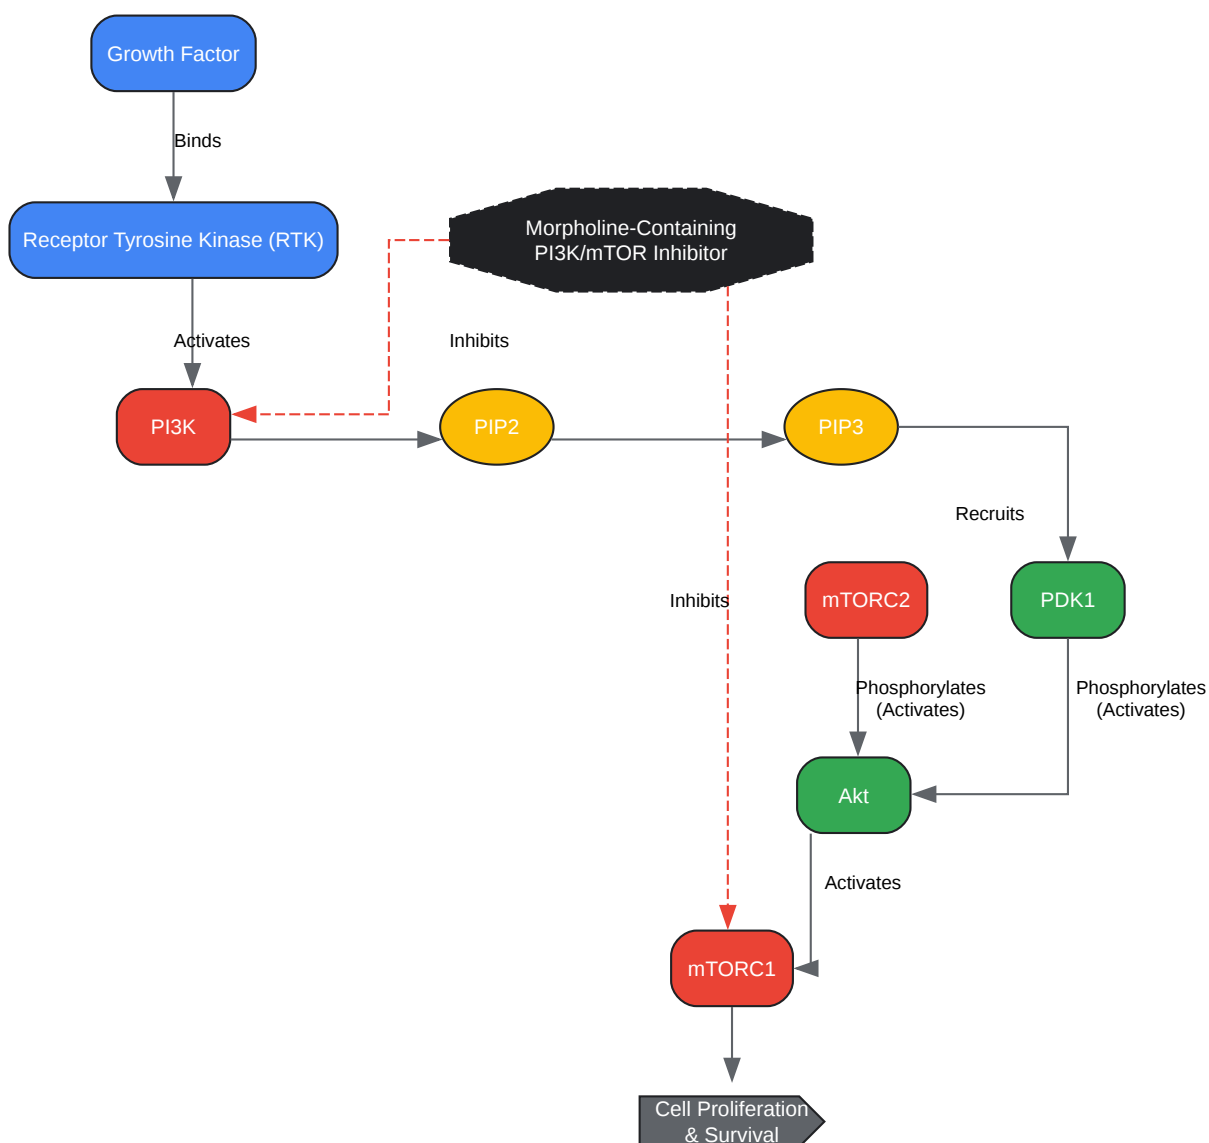 Growth Factor
Binds
Receptor Tyrosine Kinase (RTK)
Morpholine-Containing
PI3K/mTOR Inhibitor
Activates
Inhibits
PI3K
PIP2
PIP3
Recruits
Inhibits
mTORC2
PDK1
Phosphorylates
(Activates)
Phosphorylates
(Activates)
Akt
Activates
mTORC1
Cell Proliferation
& Survival